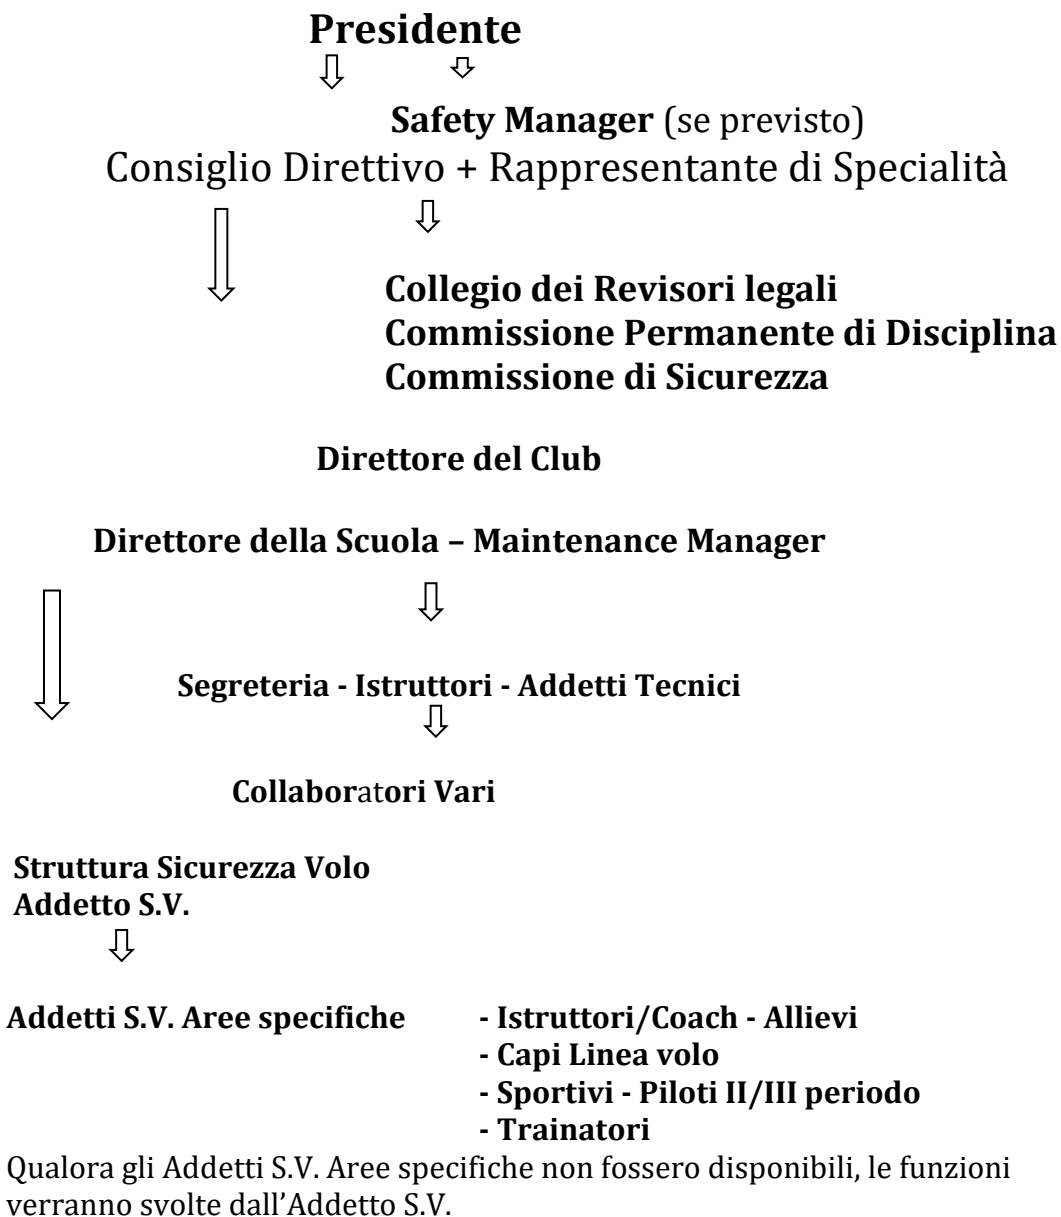 Presidente
Safety Manager (se previsto)
Consiglio Direttivo + Rappresentante di Specialità
Collegio dei Revisori legali
Commissione Permanente di Disciplina
Commissione di Sicurezza
Direttore del Club
Direttore della Scuola – Maintenance Manager
Segreteria - Istruttori - Addetti Tecnici
Collaboratori Vari
Struttura Sicurezza Volo
Addetto S.V.
Addetti S.V. Aree specifiche - Istruttori/Coach - Allievi
- Capi Linea volo
- Sportivi - Piloti II/III periodo
- Trainatori
Qualora gli Addetti S.V. Aree specifiche non fossero disponibili, le funzioni
verranno svolte dall’Addetto S.V.